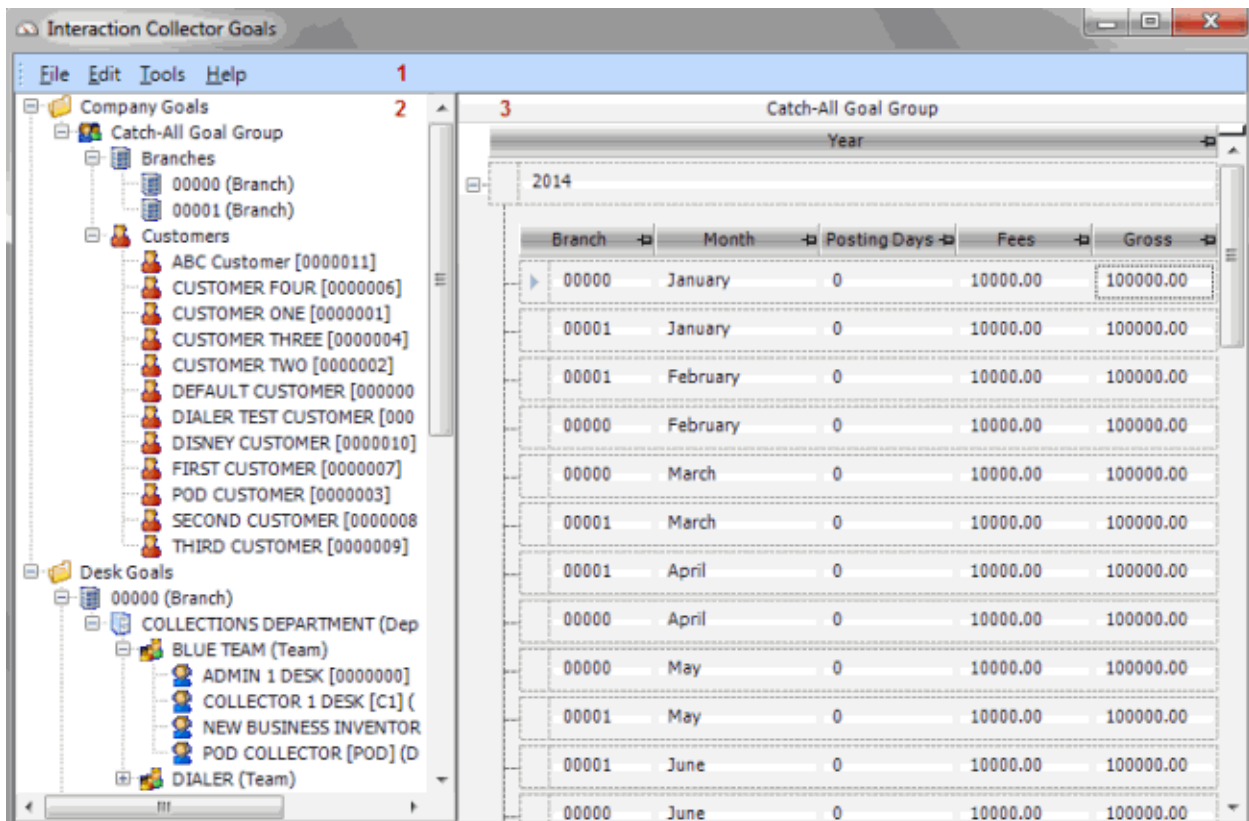 Interaction Collector Goals
File Edit Tools Help 1
2
Company Goals
Catch-All Goal Group
Branches
00000 (Branch)
00001 (Branch)
Customers
ABC Customer [0000011]
CUSTOMER FOUR [0000006]
CUSTOMER ONE [0000001]
CUSTOMER THREE [0000004]
CUSTOMER TWO [0000002]
DEFAULT CUSTOMER [000000
DIALER TEST CUSTOMER [000
DISNEY CUSTOMER [0000010]
FIRST CUSTOMER [0000007]
POD CUSTOMER [0000003]
SECOND CUSTOMER [0000008
THIRD CUSTOMER [0000009]
Desk Goals
00000 (Branch)
COLLECTIONS DEPARTMENT (Dep
BLUE TEAM (Team)
ADMIN 1 DESK [0000000]
COLLECTOR 1 DESK [C1] (
NEW BUSINESS INVENTOR
POD COLLECTOR [POD] (D
DIALER (Team)
3 Catch-All Goal Group
Year
2014
Branch Month Posting Days Fees Gross
00000 January 0 10000.00 100000.00
00001 January 0 10000.00 100000.00
00001 February 0 10000.00 100000.00
00000 February 0 10000.00 100000.00
00000 March 0 10000.00 100000.00
00001 March 0 10000.00 100000.00
00001 April 0 10000.00 100000.00
00000 April 0 10000.00 100000.00
00000 May 0 10000.00 100000.00
00001 May 0 10000.00 100000.00
00001 June 0 10000.00 100000.00
00000 June 0 10000.00 100000.00